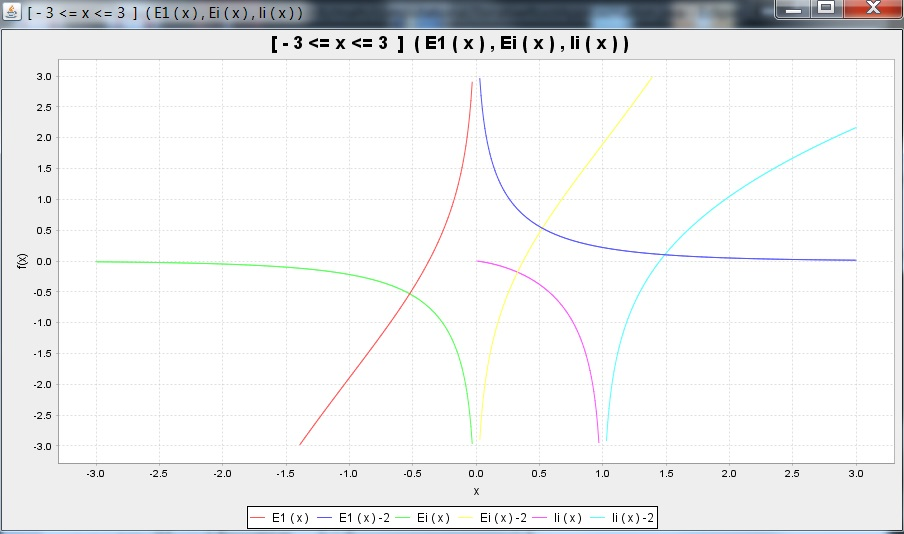 [ - 3 <= x <= 3 ] ( E1 ( x ) , Ei ( x ) , li ( x ) )
X
[ - 3 <= x <= 3 ] ( E1 ( x ) , Ei ( x ) , li ( x ) )
f(x)
3.0
2.5
2.0
1.5
1.0
0.5
0.0
-0.5
-1.0
-1.5
-2.0
-2.5
-3.0
-3.0 -2.5 -2.0 -1.5 -1.0 -0.5 0.0 0.5 1.0 1.5 2.0 2.5 3.0
x
E1 ( x ) E1 ( x ) -2 Ei ( x ) Ei ( x ) -2 li ( x ) li ( x ) -2